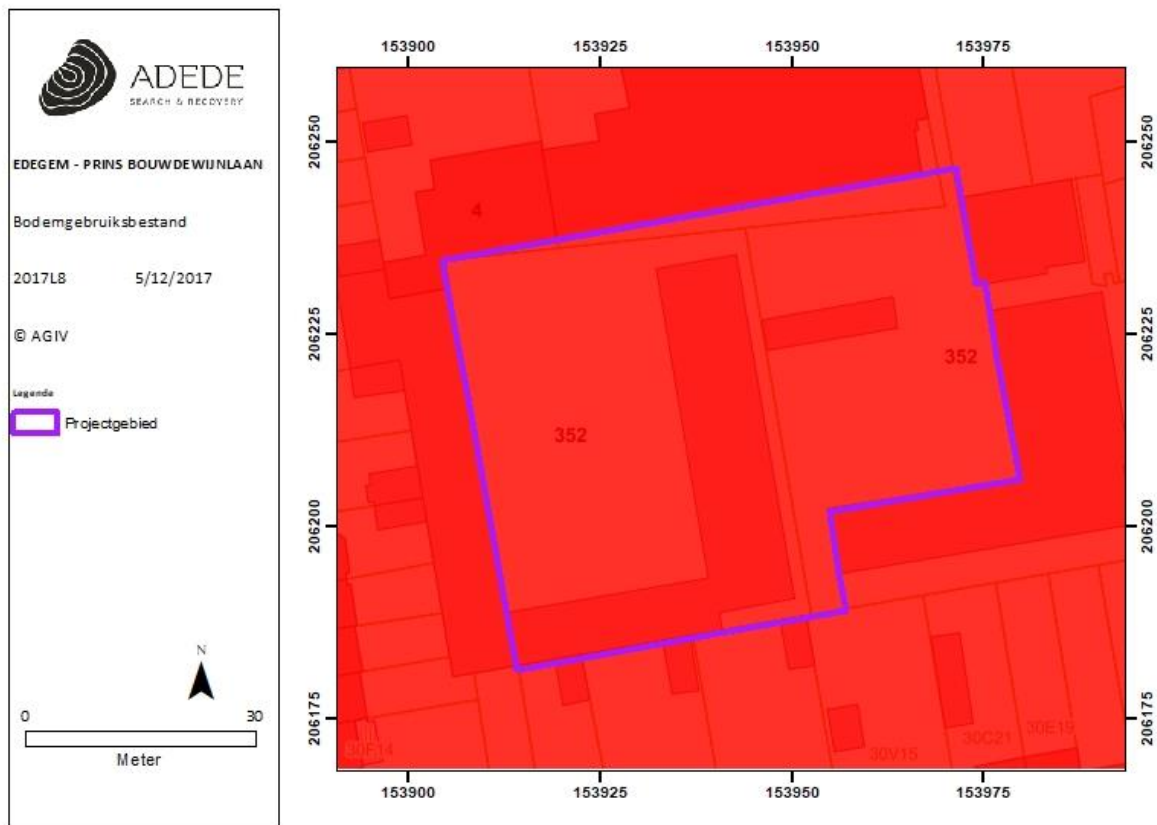 ADEDE
SEARCH & RECOVERY
EDEGEM - PRINS BOUWDEWIJNLAAN
Bodemgebruiksbestand
2017L8 5/12/2017
© AGIV
Legende
Projectgebied
N
0 30
Meter
153900 153925 153950 153975
206250 206250
4
206225 206225
352
352
206200 206200
206175 206175
30F14 30V15 30C21 30E19
153900 153925 153950 153975